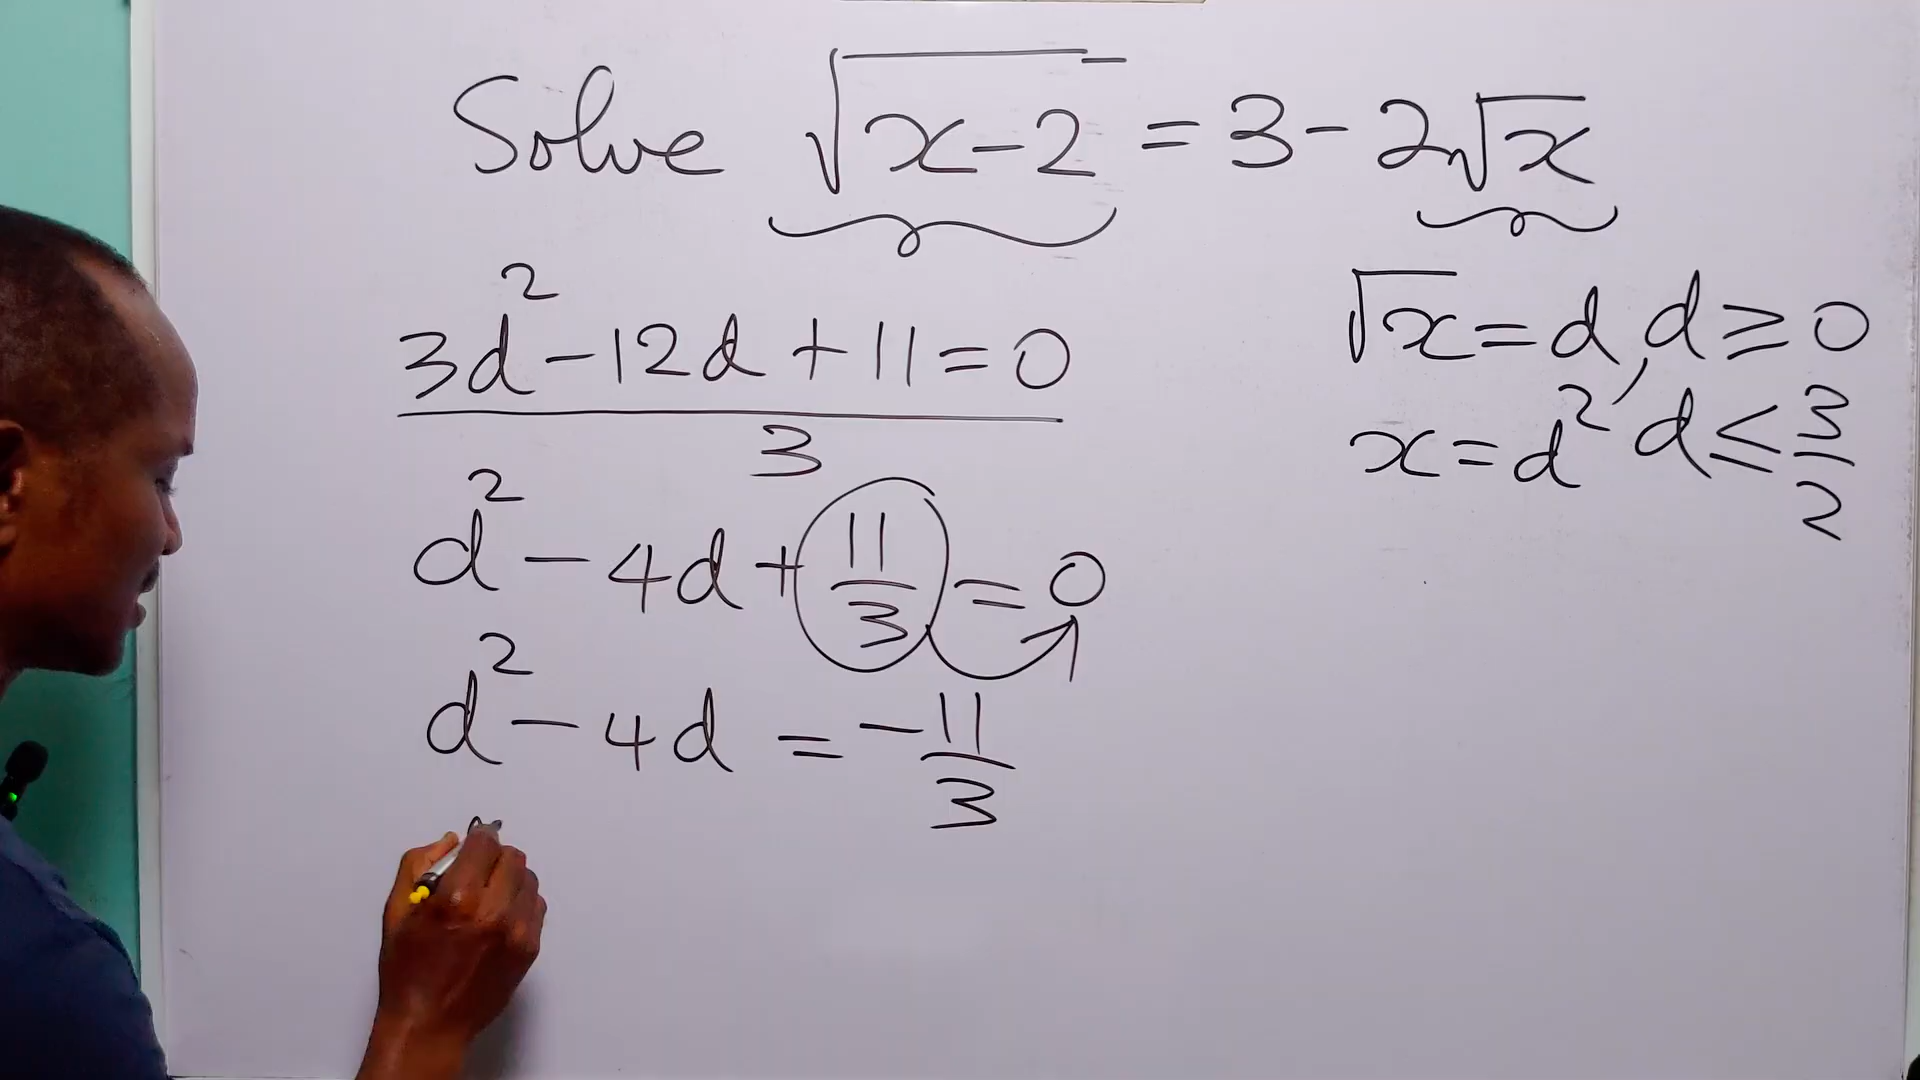 Solve √(x-2) = 3 - 2√x
3d² - 12d + 11 = 0
3
d² - 4d + 11/3 = 0
d² - 4d = -11/3
√x = d, d ≥ 0
x = d² d ≤ 3/2